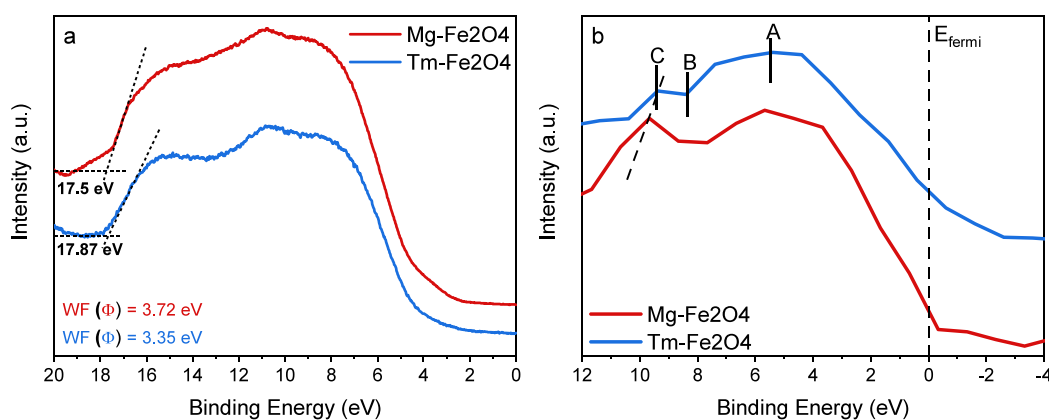 a
Mg-Fe2O4
Tm-Fe2O4
17.5 eV
17.87 eV
WF (Φ) = 3.72 eV
WF (Φ) = 3.35 eV
Intensity (a.u.)
20 18 16 14 12 10 8 6 4 2 0
Binding Energy (eV)
b
C
B
A
E_fermi
Mg-Fe2O4
Tm-Fe2O4
Intensity (a.u.)
12 10 8 6 4 2 0 -2 -4
Binding Energy (eV)